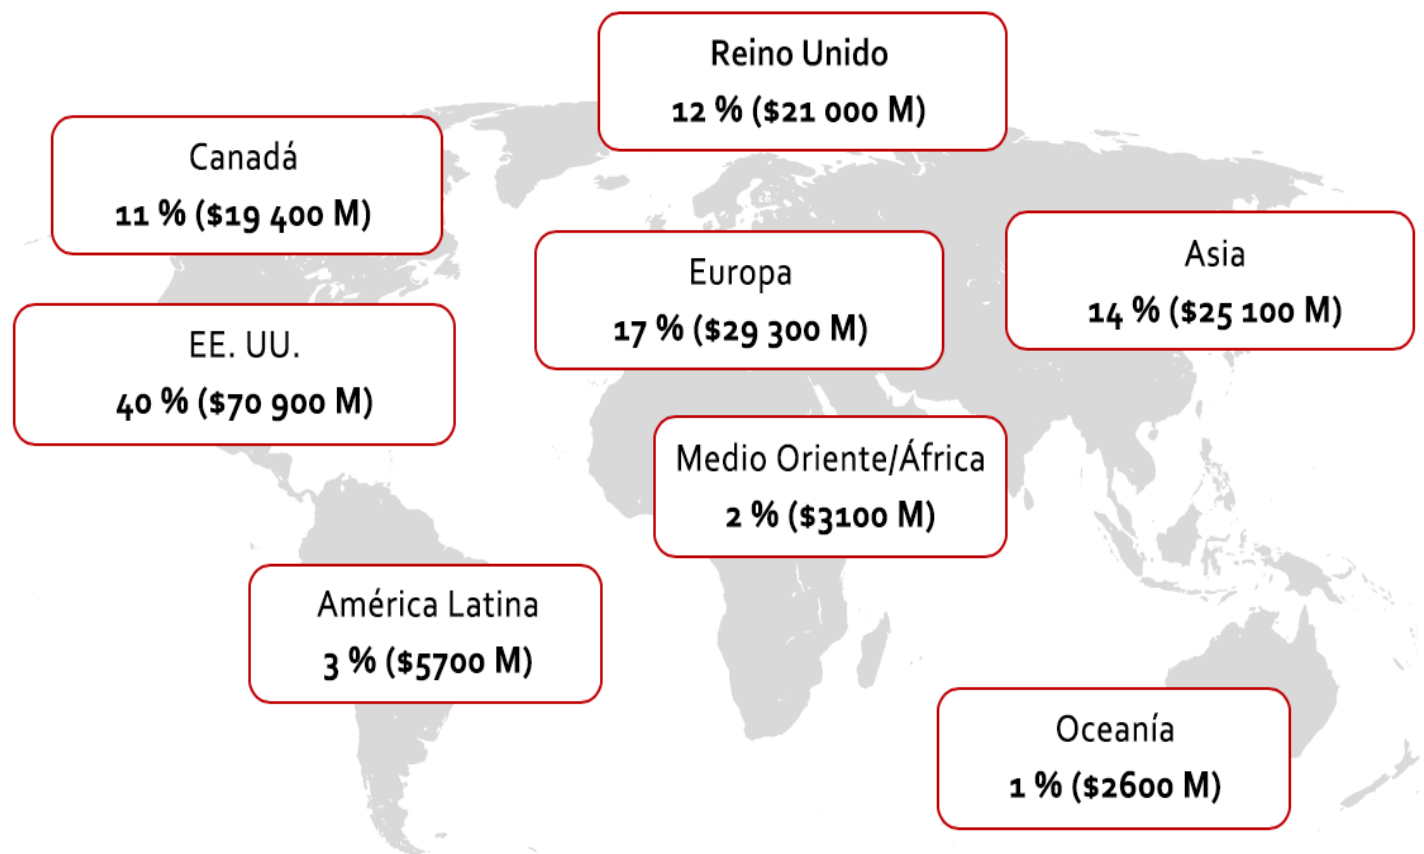 Reino Unido
12 % ($21 000 M)
Canadá
11 % ($19 400 M)
Europa
17 % ($29 300 M)
Asia
14 % ($25 100 M)
EE. UU.
40 % ($70 900 M)
Medio Oriente/África
2 % ($3100 M)
América Latina
3 % ($5700 M)
Oceanía
1 % ($2600 M)